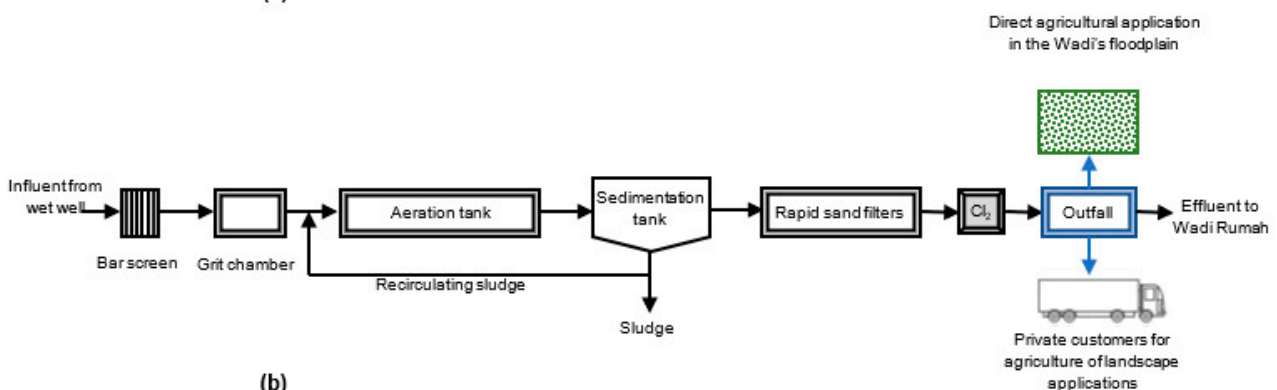 Direct agricultural application
in the Wadi's floodplain
Influent from
wet well
Bar screen
Grit chamber
Aeration tank
Recirculating sludge
Sedimentation
tank
Sludge
Rapid sand filters
Cl₂
Outfall
Effluent to
Wadi Rumah
Private customers for
agriculture of landscape
applications
(b)